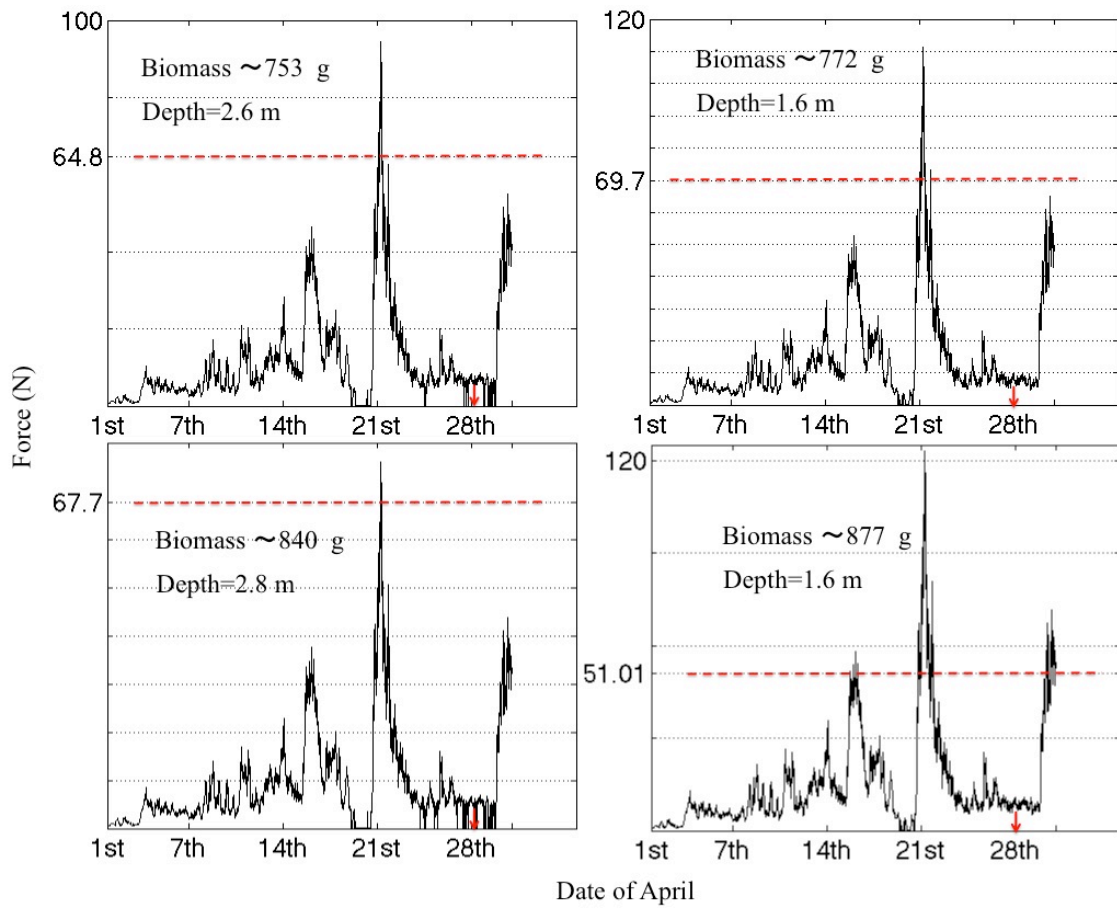 100
Biomass ~753 g
Depth=2.6 m
64.8
1st 7th 14th 21st 28th
120
Biomass ~772 g
Depth=1.6 m
69.7
1st 7th 14th 21st 28th
Force (N)
67.7
Biomass ~840 g
Depth=2.8 m
1st 7th 14th 21st 28th
120
Biomass ~877 g
Depth=1.6 m
51.01
1st 7th 14th 21st 28th
Date of April